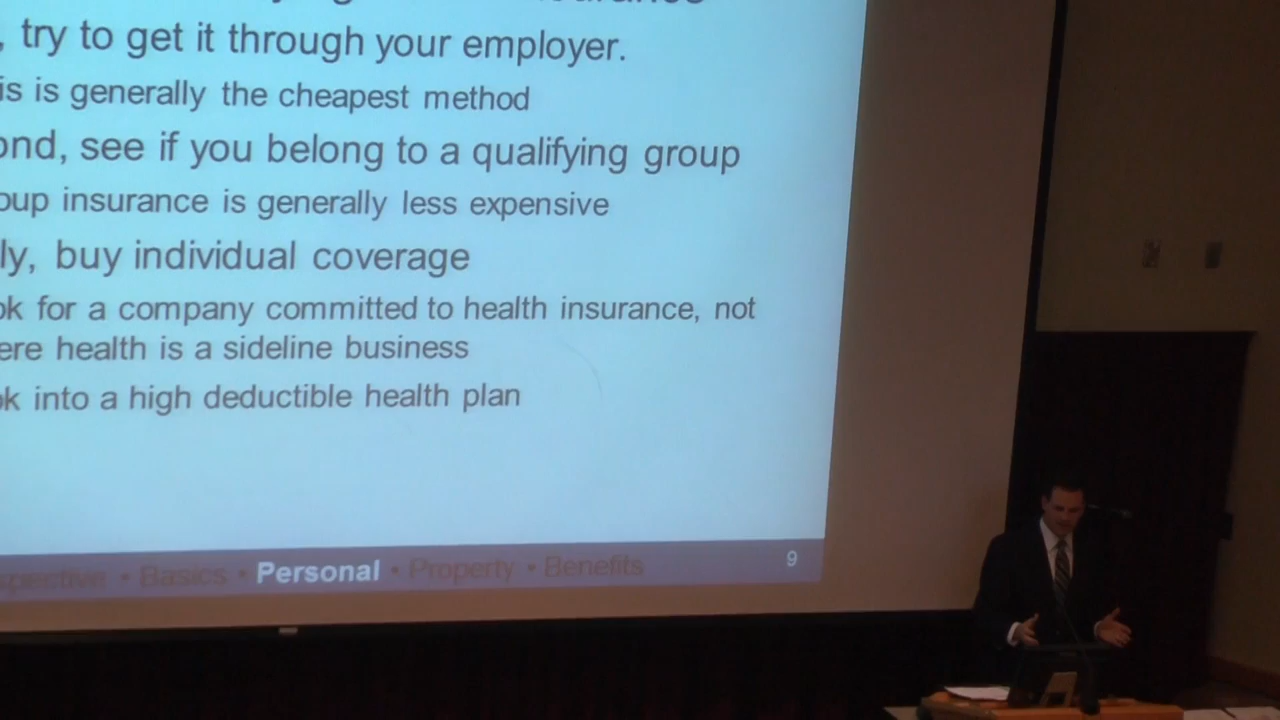 , try to get it through your employer.
is is generally the cheapest method
ond, see if you belong to a qualifying group
oup insurance is generally less expensive
ly, buy individual coverage
ok for a company committed to health insurance, not
ere health is a sideline business
ok into a high deductible health plan
spective • Basics • Personal • Property • Benefits
9